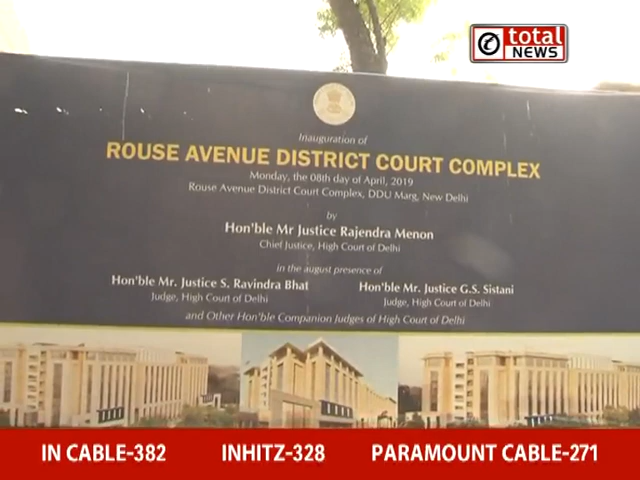 total
NEWS
Inauguration of
ROUSE AVENUE DISTRICT COURT COMPLEX
Monday, the 08th day of April, 2019
Rouse Avenue District Court Complex, DDU Marg, New Delhi
by
Hon'ble Mr Justice Rajendra Menon
Chief Justice, High Court of Delhi
in the august presence of
Hon'ble Mr. Justice S. Ravindra Bhat
Judge, High Court of Delhi
Hon'ble Mr. Justice G.S. Sistani
Judge, High Court of Delhi
and Other Hon'ble Companion Judges of High Court of Delhi
IN CABLE-382 INHITZ-328 PARAMOUNT CABLE-271